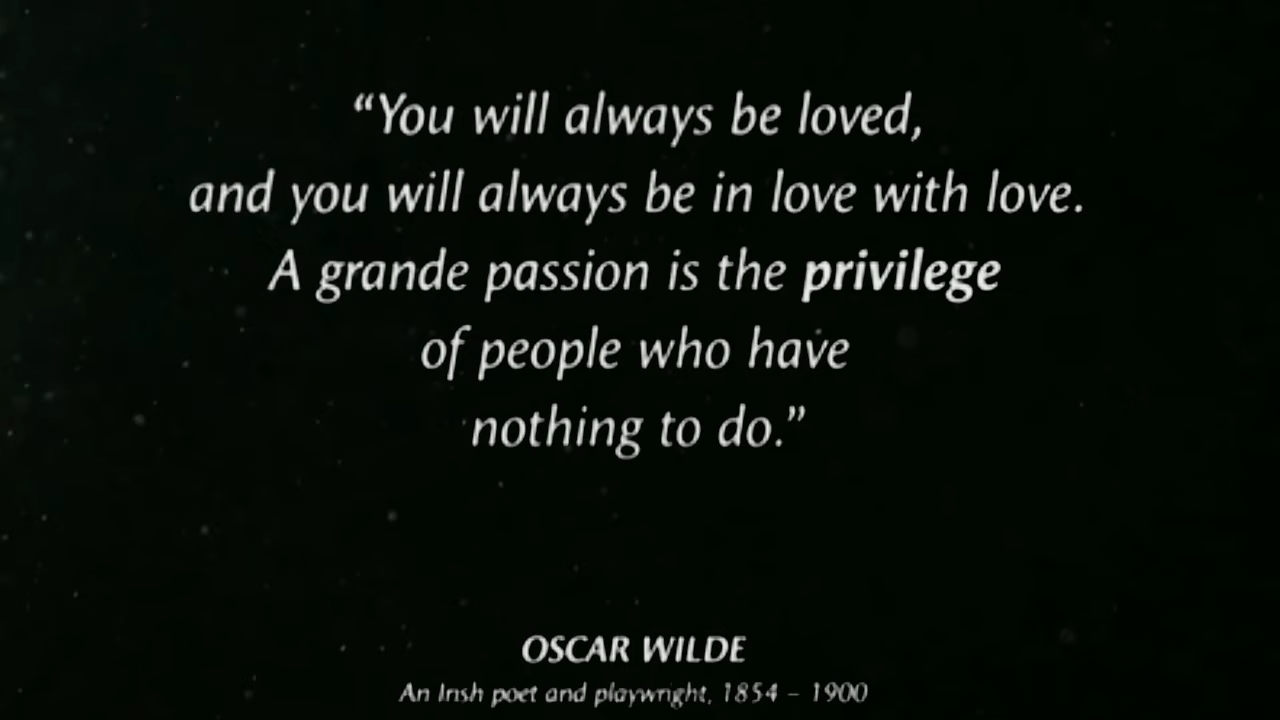 “You will always be loved,
and you will always be in love with love.
A grande passion is the privilege
of people who have
nothing to do.”
OSCAR WILDE
An Irish poet and playwright, 1854 – 1900